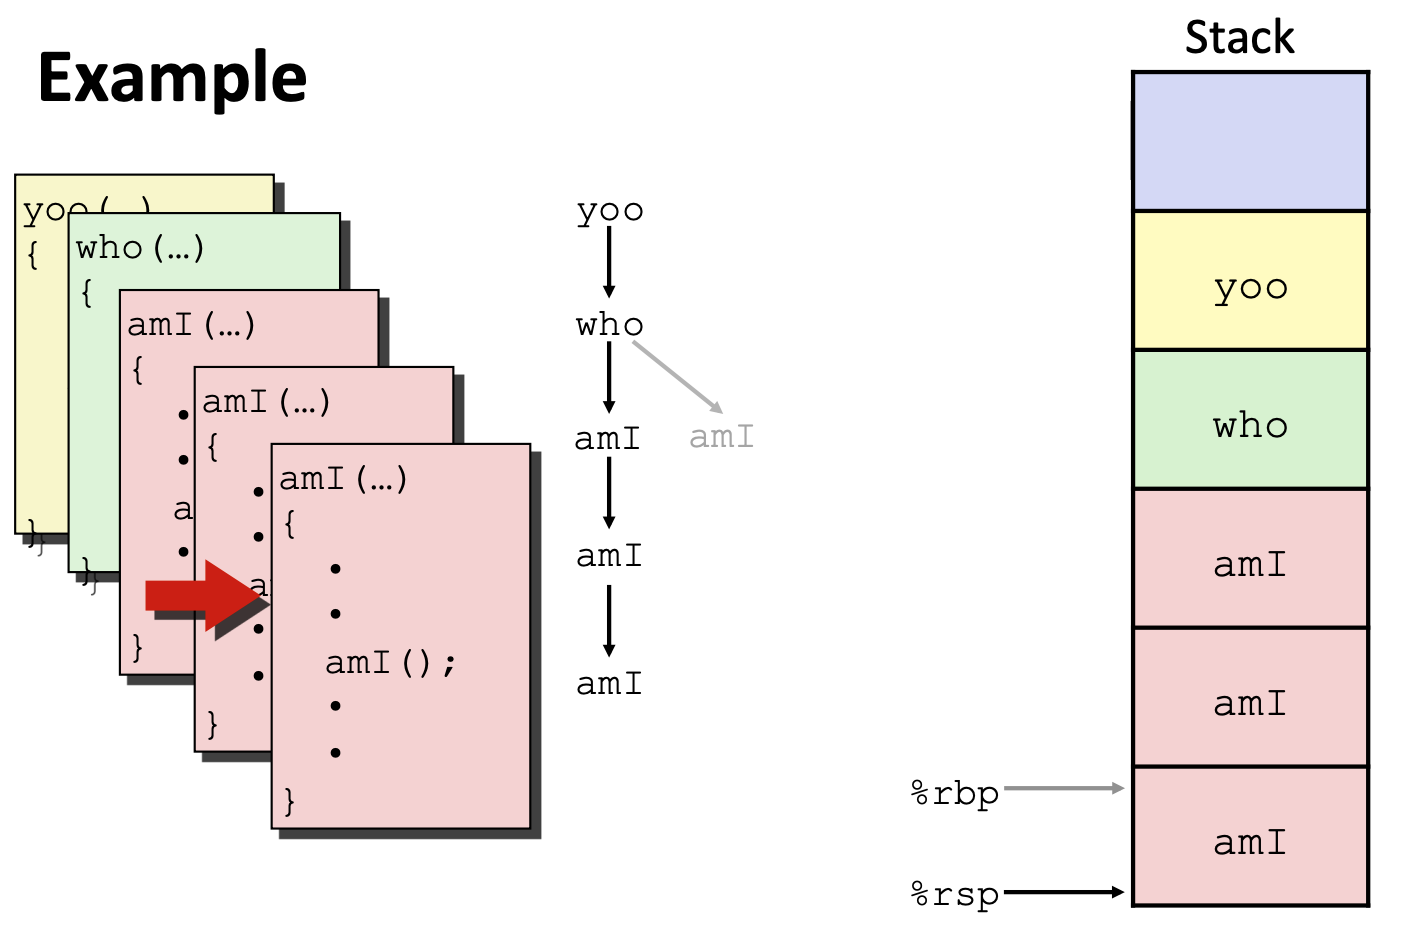 Example
yoo(…)
{
}
}
who(…)
{
}
}
amI(…)
{
•
•
a
•
}
amI(…)
{
•
•
a
•
•
}
amI(…)
{
•
•
amI();
•
•
}
yoo
who
amI amI
amI
amI
Stack
yoo
who
amI
amI
%rbp
amI
%rsp